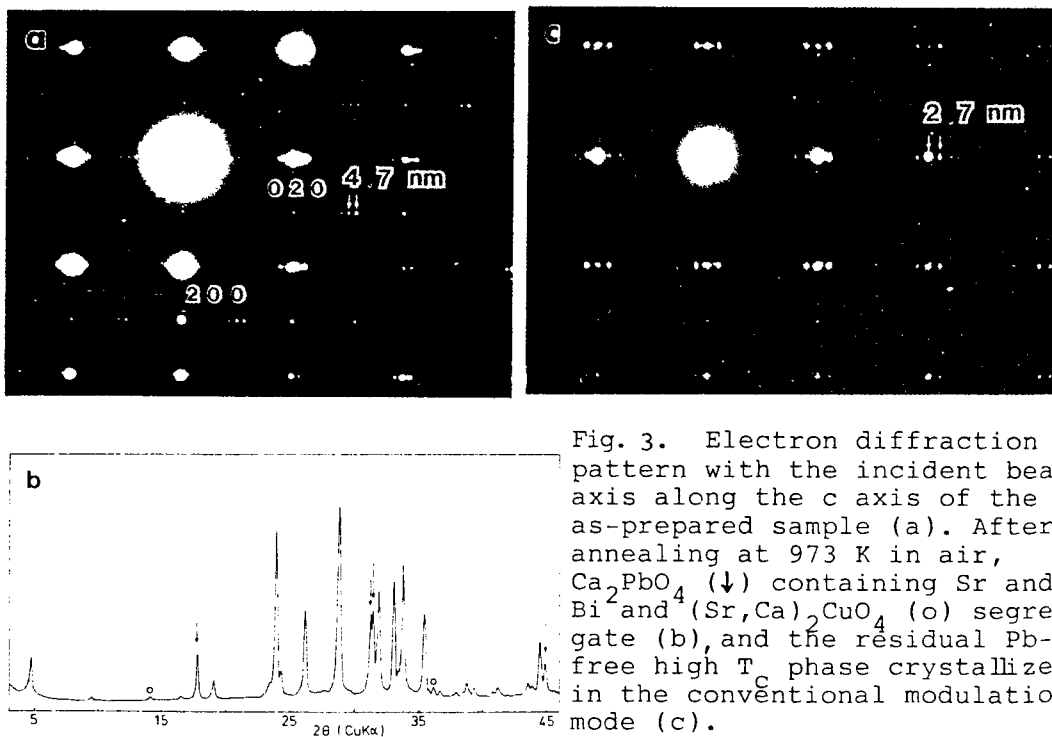 a
020
4.7 nm
200
c
2.7 nm
b
5 15 25 35 45
2θ (CuKα)
Fig. 3. Electron diffraction
pattern with the incident bea
axis along the c axis of the
as-prepared sample (a). After
annealing at 973 K in air,
Ca₂PbO₄ (↓) containing Sr and
Bi and (Sr,Ca)₂CuO₄ (o) segre
gate (b), and the residual Pb-
free high T_c phase crystallize
in the conventional modulatio
mode (c).